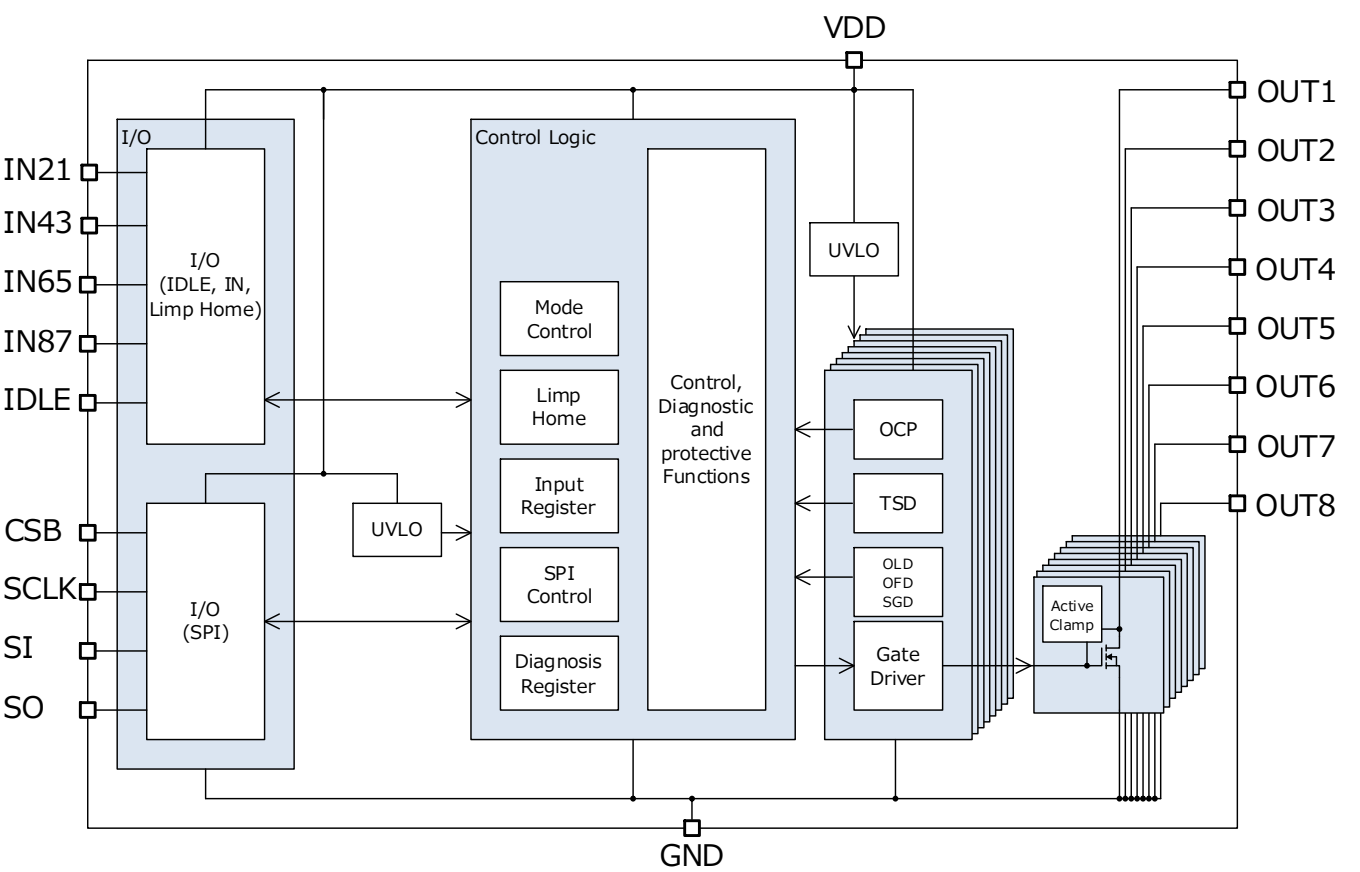 VDD
OUT1
OUT2
OUT3
OUT4
OUT5
OUT6
OUT7
OUT8
IN21
IN43
IN65
IN87
IDLE
CSB
SCLK
SI
SO
I/O
I/O
(IDLE, IN,
Limp Home)
I/O
(SPI)
UVLO
Control Logic
Mode
Control
Limp
Home
Input
Register
SPI
Control
Diagnosis
Register
Control,
Diagnostic
and
protective
Functions
UVLO
OCP
TSD
OLD
OFD
SGD
Gate
Driver
Active
Clamp
GND